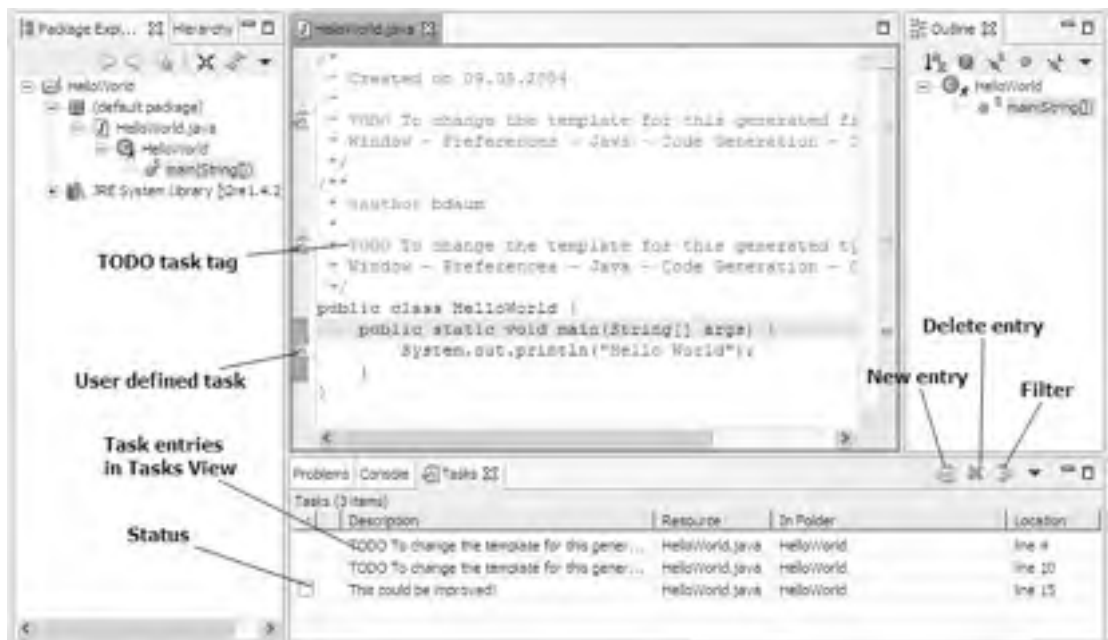 Package Expl... Hierarchy
HelloWorld
(default package)
HelloWorld.java
HelloWorld
main(String[])
JRE System Library [j2re1.4.2
HelloWorld.java
/*
* Created on 09.09.2004
*
* TODO To change the template for this generated fi
* Window - Preferences - Java - Code Generation - C
*/
/**
* @author bdaum
*
* TODO To change the template for this generated ty
* Window - Preferences - Java - Code Generation - C
*/
public class HelloWorld {
public static void main(String[] args) {
System.out.println("Hello World");
}
}
Outline
HelloWorld
main(String[])
TODO task tag
User defined task
Task entries
in Tasks View
Status
Delete entry
New entry
Filter
Problems Console Tasks
Tasks (3 items)
Description Resource In Folder Location
TODO To change the template for this gener... HelloWorld.java HelloWorld line 4
TODO To change the template for this gener... HelloWorld.java HelloWorld line 10
This could be improved! HelloWorld.java HelloWorld line 15